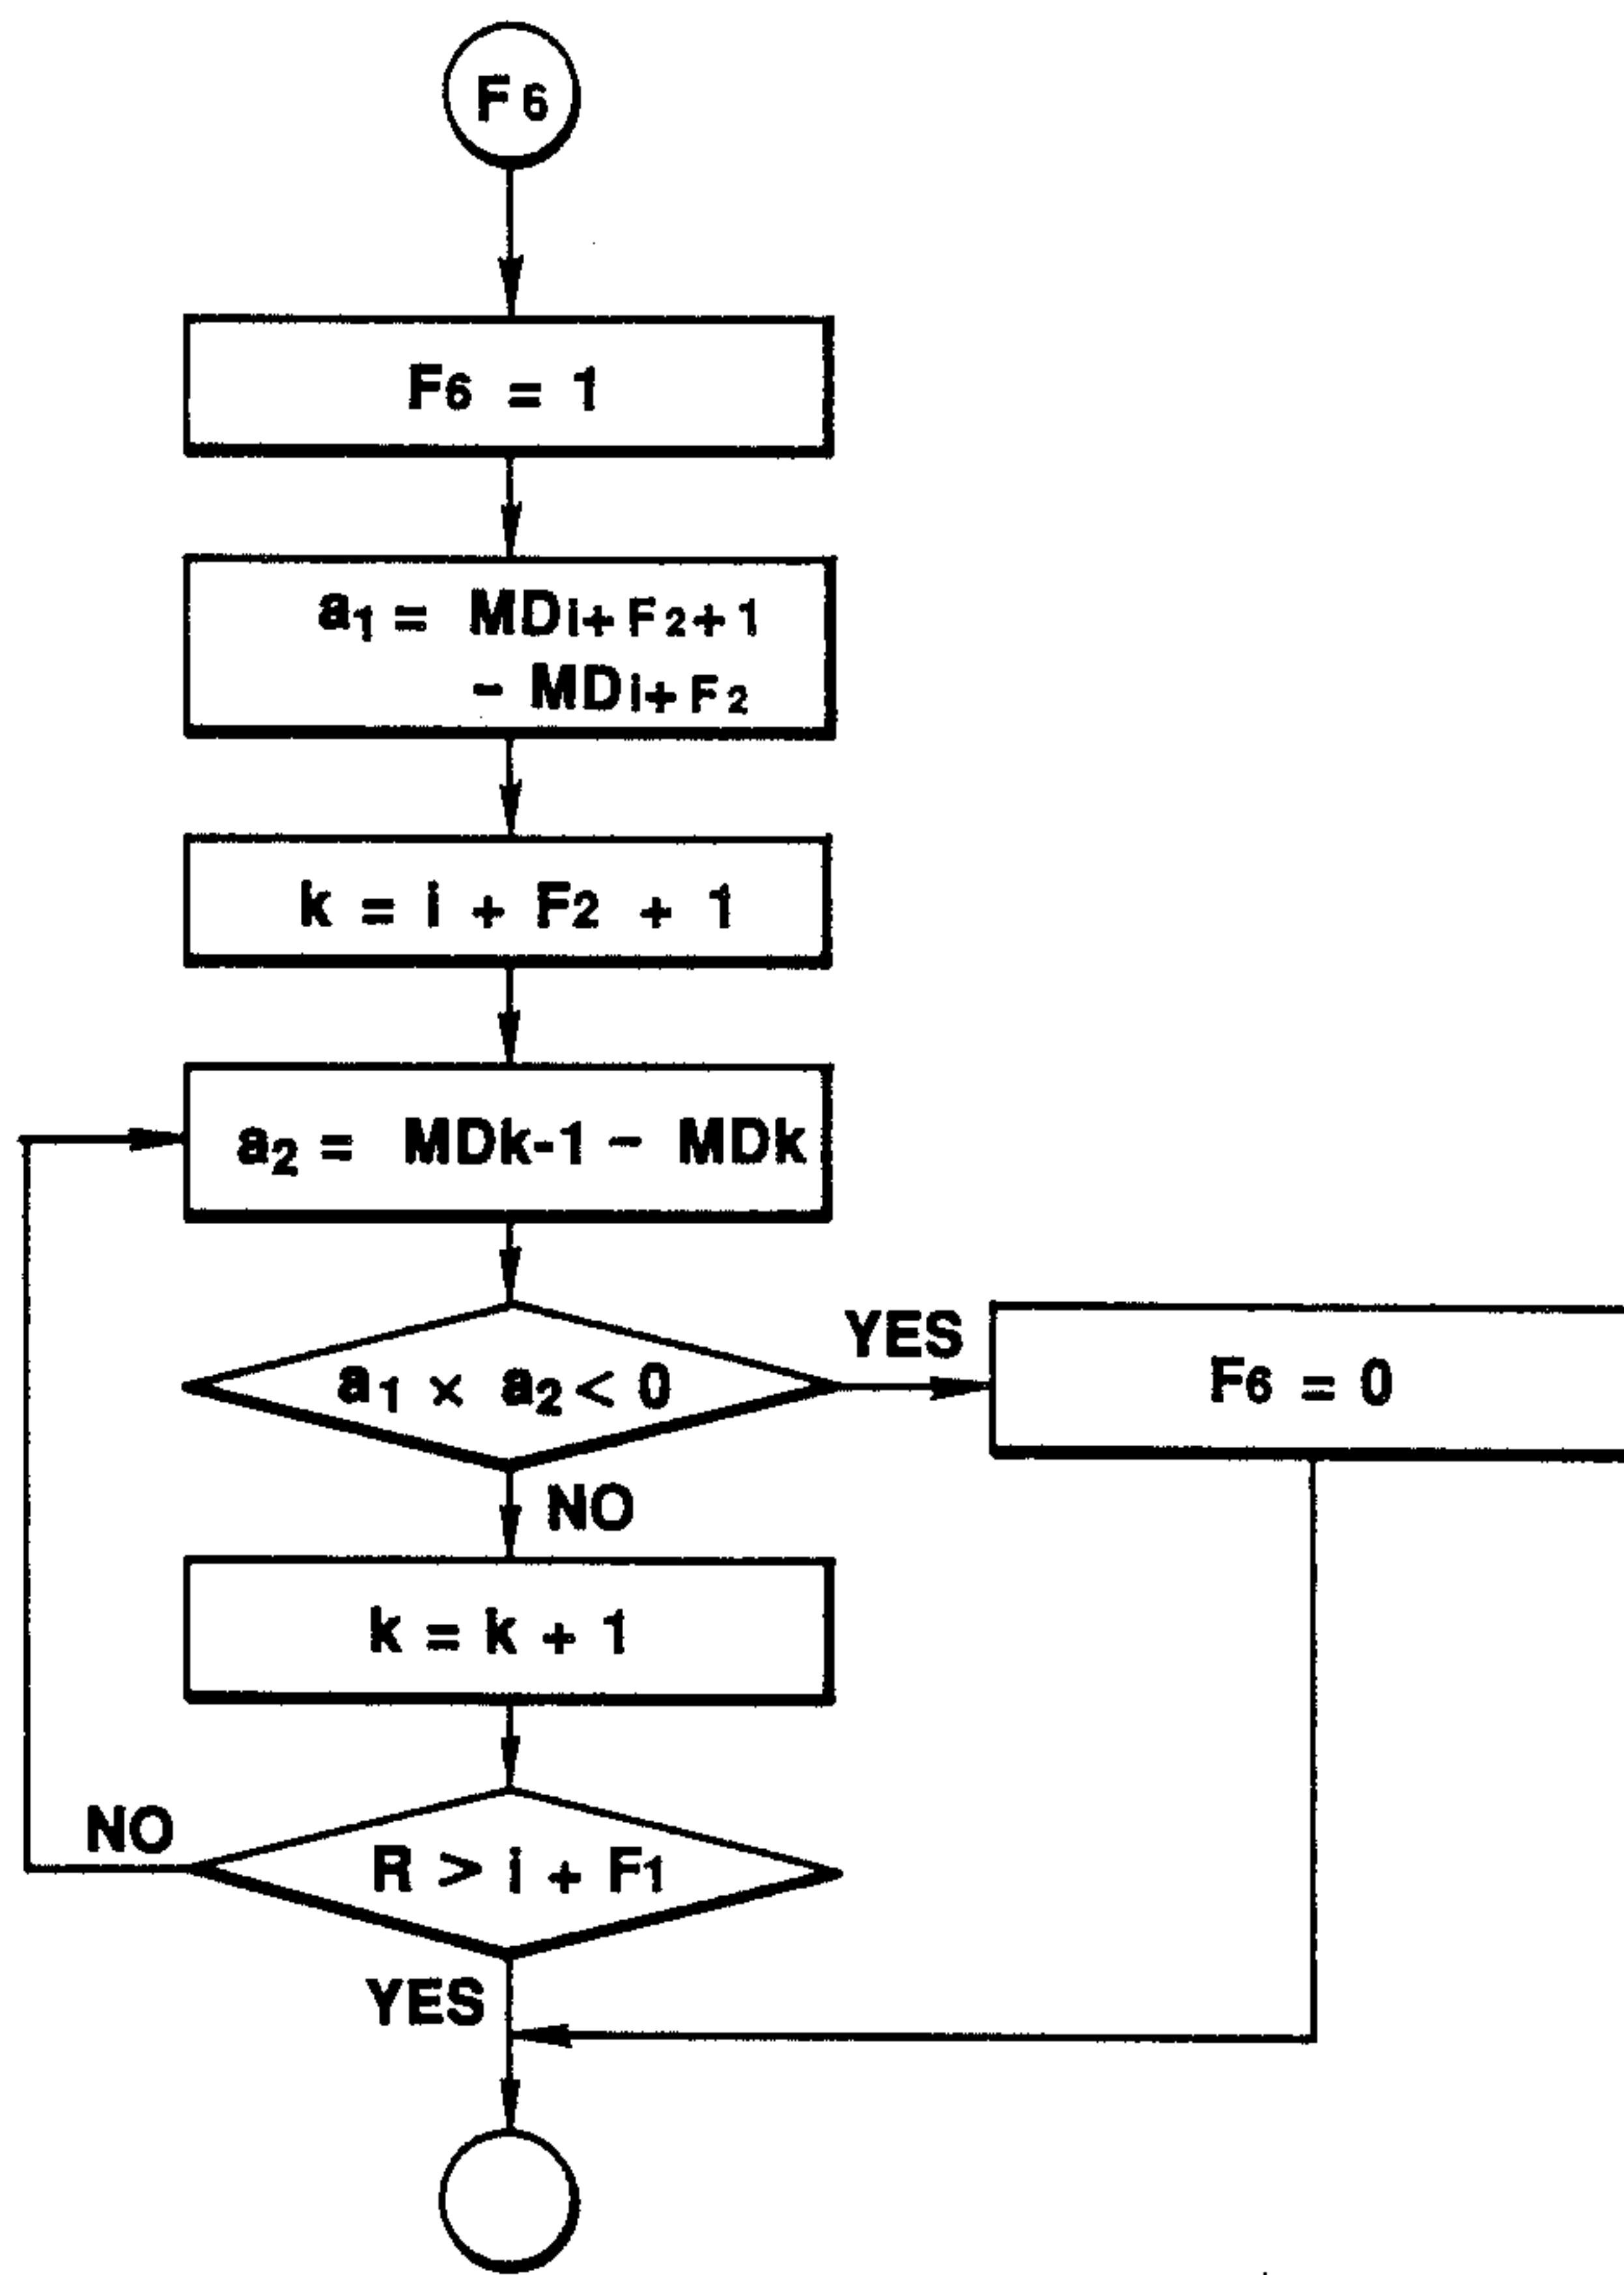 F6
F6 = 1
a1 = MDi+F2+1
- MDi+F2
k = i + F2 + 1
a2 = MDk-1 - MDk
a1 × a2 < 0
YES
F6 = 0
NO
k = k + 1
NO
R > i + F1
YES